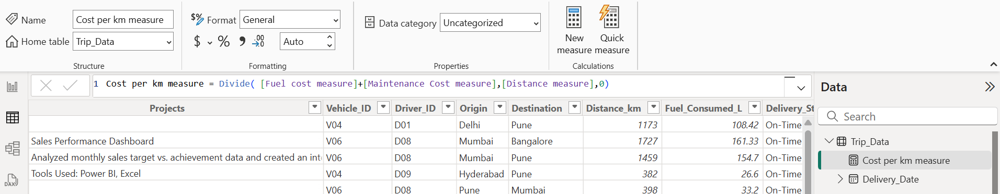 Name Cost per km measure
Home table Trip_Data
Structure
$% Format General
$ % , .00 →.0 Auto
Formatting
Data category Uncategorized
Properties
New measure
Quick measure
Calculations
1 Cost per km measure = Divide( [Fuel cost measure]+[Maintenance Cost measure],[Distance measure],0)
Projects Vehicle_ID Driver_ID Origin Destination Distance_km Fuel_Consumed_L Delivery_St
V04 D01 Delhi Pune 1173 108.42 On-Time
Sales Performance Dashboard V06 D08 Mumbai Bangalore 1727 161.33 On-Time
Analyzed monthly sales target vs. achievement data and created an inte V06 D08 Mumbai Pune 1459 154.7 On-Time
Tools Used: Power BI, Excel V04 D09 Hyderabad Pune 382 26.6 On-Time
V06 D08 Pune Mumbai 398 33.2 On-Time
DAX
Data
Search
Trip_Data
Cost per km measure
Delivery_Date